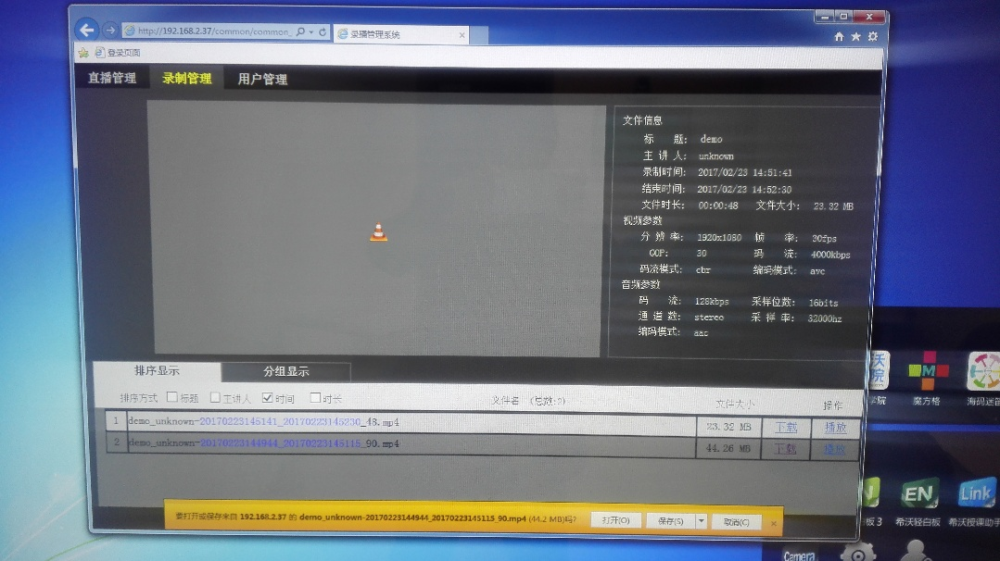 http://192.168.2.37/common/common_
录播管理系统
登录页面
直播管理 录制管理 用户管理
文件信息
标 题: demo
主 讲 人: unknown
录制时间: 2017/02/23 14:51:41
结束时间: 2017/02/23 14:52:30
文件时长: 00:00:48 文件大小: 23.32 MB
视频参数
分 辨 率: 1920x1080 帧 率: 30fps
GOP: 30 码 流: 4000kbps
码流模式: cbr 编码模式: avc
音频参数
码 流: 128kbps 采样位数: 16bits
通 道 数: stereo 采 样 率: 32000hz
编码模式: aac
排序显示 分组显示
排序方式 标题 主讲人 时间 时长 文件名 (总数:2) 文件大小 操作
1 demo_unknown-20170223145141_20170223145230_48.mp4 23.32 MB 下载 播放
2 demo_unknown-20170223144944_20170223145115_90.mp4 44.26 MB 下载 播放
要打开或保存来自 192.168.2.37 的 demo_unknown-20170223144944_20170223145115_90.mp4 (44.2 MB)吗? 打开(O) 保存(S) 取消(C)
沃
院
M
学院 魔方格 海码迷
EN Link
板 3 希沃轻白板 希沃授课助手
Camera